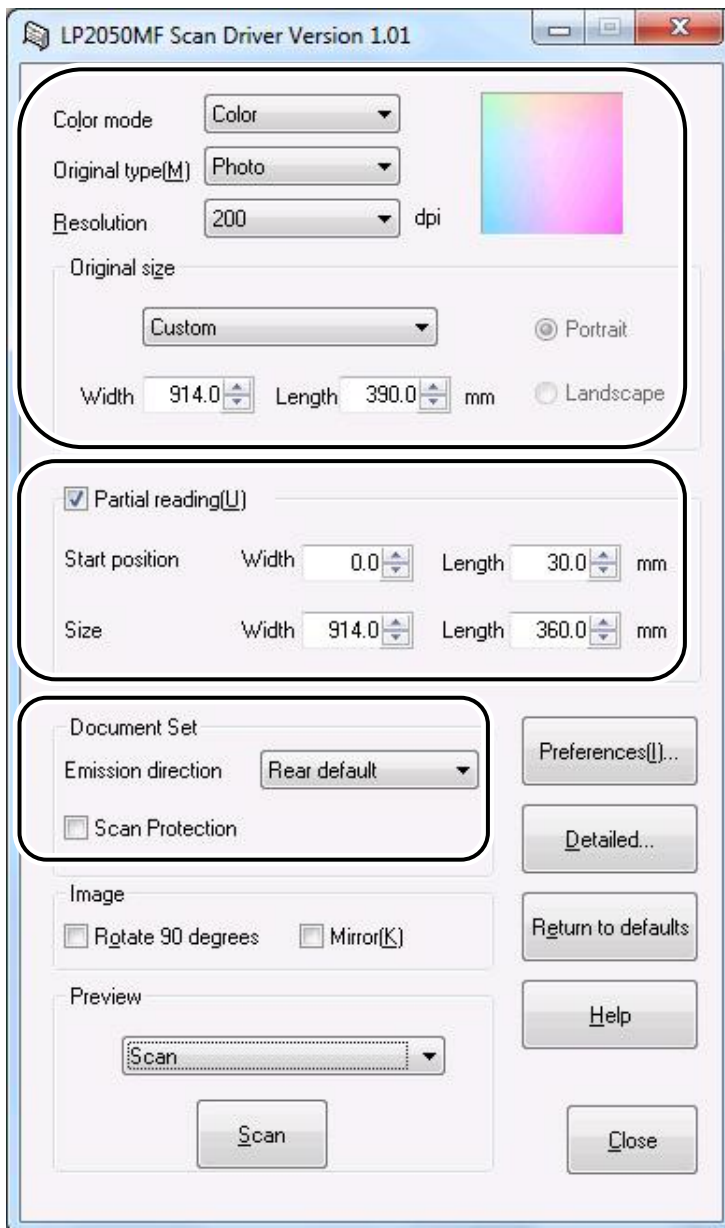 LP2050MF Scan Driver Version 1.01
Color mode Color
Original type(M) Photo
Resolution 200 dpi
Original size
Custom Portrait
Width 914.0 Length 390.0 mm Landscape
Partial reading(U)
Start position Width 0.0 Length 30.0 mm
Size Width 914.0 Length 360.0 mm
Document Set
Emission direction Rear default
Scan Protection
Preferences(I)...
Detailed...
Image
Rotate 90 degrees Mirror(K)
Return to defaults
Preview
Scan
Help
Scan
Close